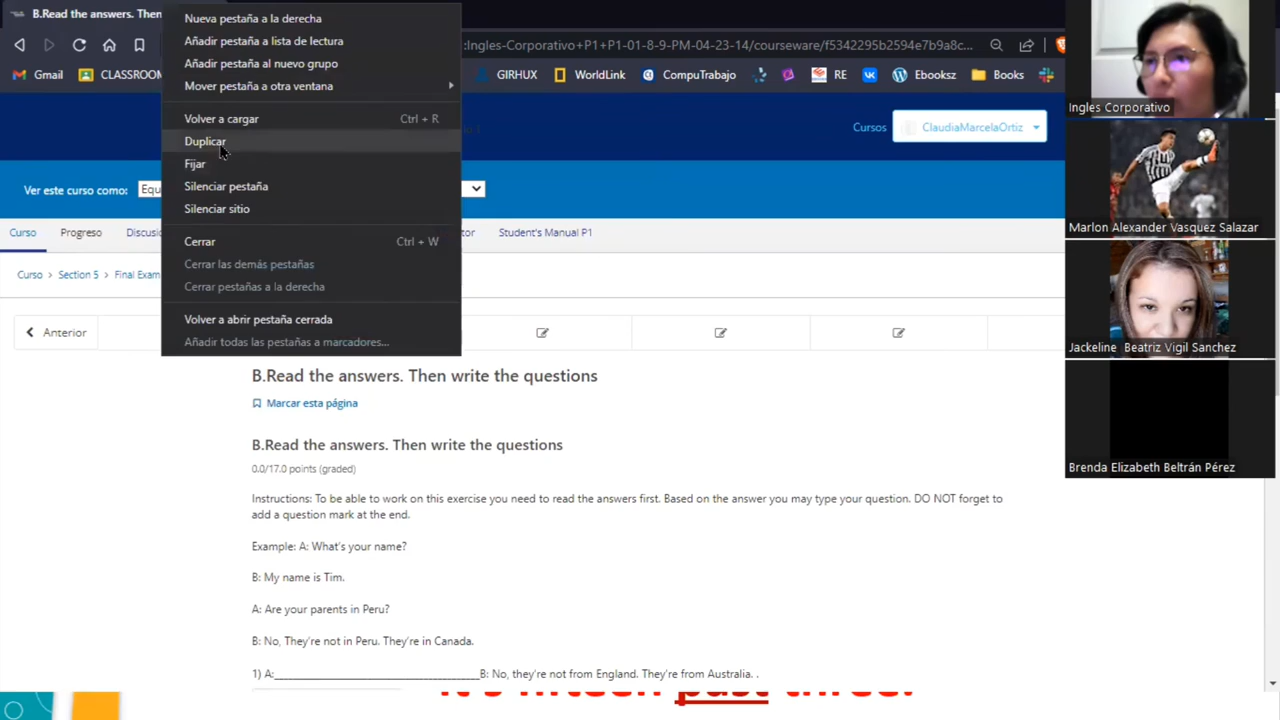 B.Read the answers. Then
Nueva pestaña a la derecha
Añadir pestaña a lista de lectura
Añadir pestaña al nuevo grupo
Mover pestaña a otra ventana
Volver a cargar Ctrl + R
Duplicar
Fijar
Silenciar pestaña
Silenciar sitio
Cerrar Ctrl + W
Cerrar las demás pestañas
Cerrar pestañas a la derecha
Volver a abrir pestaña cerrada
Añadir todas las pestañas a marcadores...
:Ingles-Corporativo+P1+P1-01-8-9-PM-04-23-14/courseware/f5342295b2594e7b9a8c...
Gmail CLASSROOM GIRHUX WorldLink CompuTrabajo RE Ebooksz Books
Cursos ClaudiaMarcelaOrtiz
Ver este curso como: Equ
Curso Progreso Discusi tor Student's Manual P1
Curso Section 5 Final Exam
Anterior
B.Read the answers. Then write the questions
Marcar esta página
B.Read the answers. Then write the questions
0.0/17.0 points (graded)
Instructions: To be able to work on this exercise you need to read the answers first. Based on the answer you may type your question. DO NOT forget to
add a question mark at the end.
Example: A: What's your name?
B: My name is Tim.
A: Are your parents in Peru?
B: No, They're not in Peru. They're in Canada.
1) A:________________________________________B: No, they're not from England. They're from Australia. .
It's fifteen past three.
Ingles Corporativo
Marlon Alexander Vasquez Salazar
Jackeline Beatriz Vigil Sanchez
Brenda Elizabeth Beltrán Pérez